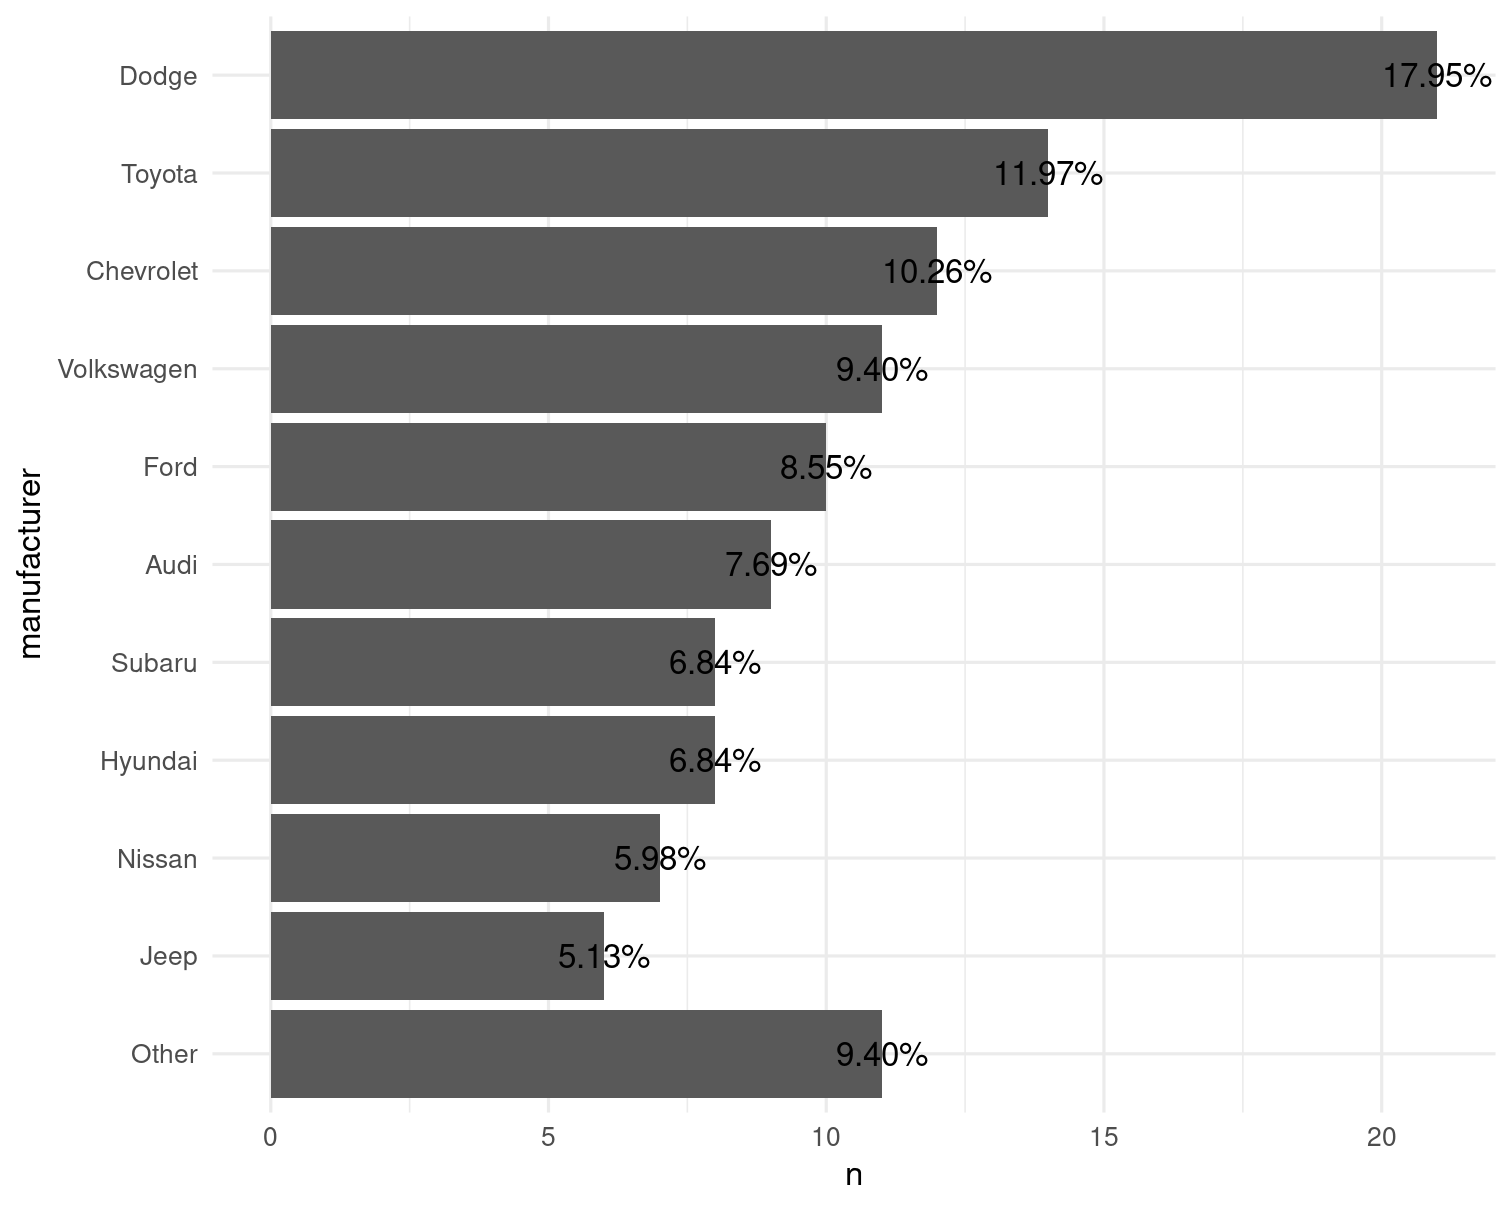 Dodge 17.95%
Toyota 11.97%
Chevrolet 10.26%
Volkswagen 9.40%
Ford 8.55%
Audi 7.69%
Subaru 6.84%
Hyundai 6.84%
Nissan 5.98%
Jeep 5.13%
Other 9.40%
manufacturer
0 5 10 15 20
n